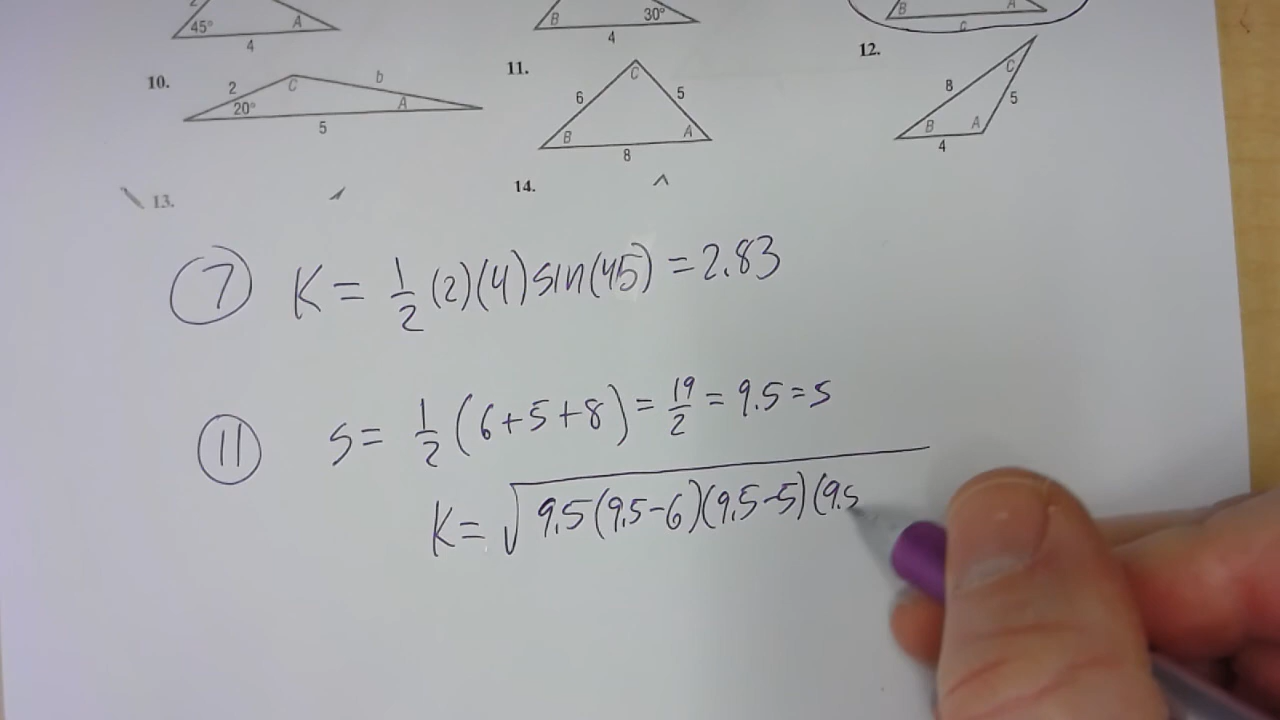 2
45°
A
4
B
30°
4
B
A
c
10.
2
C
b
20°
A
5
11.
C
6
5
B
A
8
12.
C
8
5
B
A
4
13.
14.
7 K = 1/2 (2)(4) sin(45) = 2.83
11 s = 1/2 (6+5+8) = 19/2 = 9.5 = s
K = √9.5(9.5-6)(9.5-5)(9.5